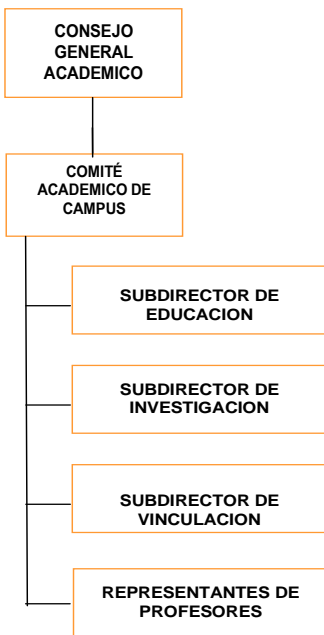 CONSEJO
GENERAL
ACADEMICO
COMITÉ
ACADEMICO DE
CAMPUS
SUBDIRECTOR DE
EDUCACION
SUBDIRECTOR DE
INVESTIGACION
SUBDIRECTOR DE
VINCULACION
REPRESENTANTES DE
PROFESORES